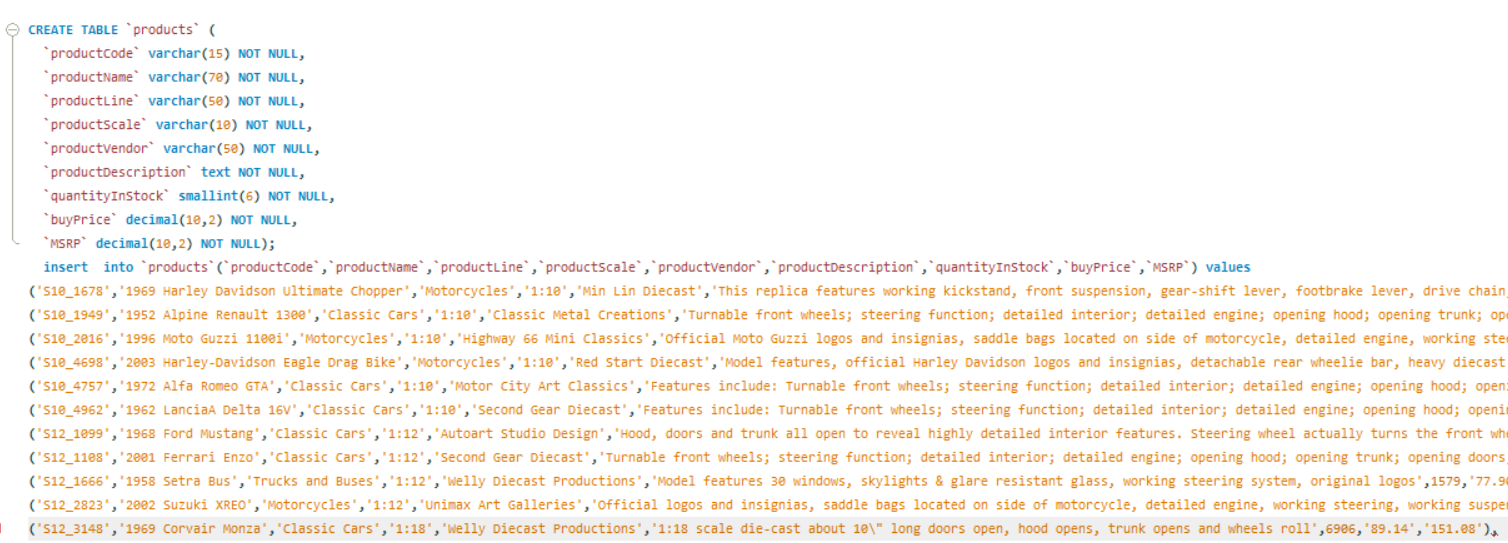 CREATE TABLE `products` (
`productCode` varchar(15) NOT NULL,
`productName` varchar(70) NOT NULL,
`productLine` varchar(50) NOT NULL,
`productScale` varchar(10) NOT NULL,
`productVendor` varchar(50) NOT NULL,
`productDescription` text NOT NULL,
`quantityInStock` smallint(6) NOT NULL,
`buyPrice` decimal(10,2) NOT NULL,
`MSRP` decimal(10,2) NOT NULL);
insert  into `products`(`productCode`,`productName`,`productLine`,`productScale`,`productVendor`,`productDescription`,`quantityInStock`,`buyPrice`,`MSRP`) values
('S10_1678','1969 Harley Davidson Ultimate Chopper','Motorcycles','1:10','Min Lin Diecast','This replica features working kickstand, front suspension, gear-shift lever, footbrake lever, drive chain,
('S10_1949','1952 Alpine Renault 1300','Classic Cars','1:10','Classic Metal Creations','Turnable front wheels; steering function; detailed interior; detailed engine; opening hood; opening trunk; ope
('S10_2016','1996 Moto Guzzi 1100i','Motorcycles','1:10','Highway 66 Mini Classics','Official Moto Guzzi logos and insignias, saddle bags located on side of motorcycle, detailed engine, working stee
('S10_4698','2003 Harley-Davidson Eagle Drag Bike','Motorcycles','1:10','Red Start Diecast','Model features, official Harley Davidson logos and insignias, detachable rear wheelie bar, heavy diecast
('S10_4757','1972 Alfa Romeo GTA','Classic Cars','1:10','Motor City Art Classics','Features include: Turnable front wheels; steering function; detailed interior; detailed engine; opening hood; openi
('S10_4962','1962 LanciaA Delta 16V','Classic Cars','1:10','Second Gear Diecast','Features include: Turnable front wheels; steering function; detailed interior; detailed engine; opening hood; openin
('S12_1099','1968 Ford Mustang','Classic Cars','1:12','Autoart Studio Design','Hood, doors and trunk all open to reveal highly detailed interior features. Steering wheel actually turns the front whe
('S12_1108','2001 Ferrari Enzo','Classic Cars','1:12','Second Gear Diecast','Turnable front wheels; steering function; detailed interior; detailed engine; opening hood; opening trunk; opening doors,
('S12_1666','1958 Setra Bus','Trucks and Buses','1:12','Welly Diecast Productions','Model features 30 windows, skylights & glare resistant glass, working steering system, original logos',1579,'77.90
('S12_2823','2002 Suzuki XREO','Motorcycles','1:12','Unimax Art Galleries','Official logos and insignias, saddle bags located on side of motorcycle, detailed engine, working steering, working suspe
('S12_3148','1969 Corvair Monza','Classic Cars','1:18','Welly Diecast Productions','1:18 scale die-cast about 10\" long doors open, hood opens, trunk opens and wheels roll',6906,'89.14','151.08'),